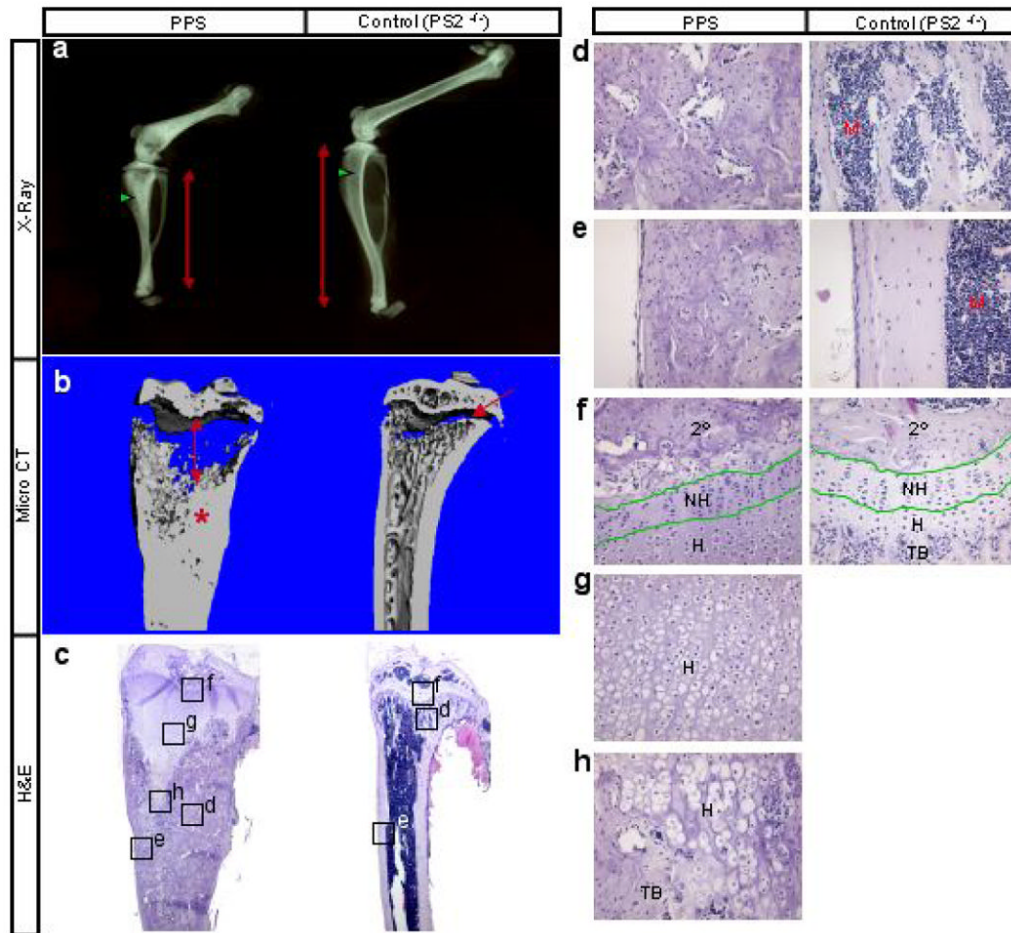 PPS
Control (PS2 -/-)
PPS
Control (PS2 -/-)
X-Ray
a
Micro CT
b
*
H&E
c
f
g
h
d
e
f
d
e
d
M
e
M
f
2°
NH
H
2°
NH
H
TB
g
H
h
H
TB